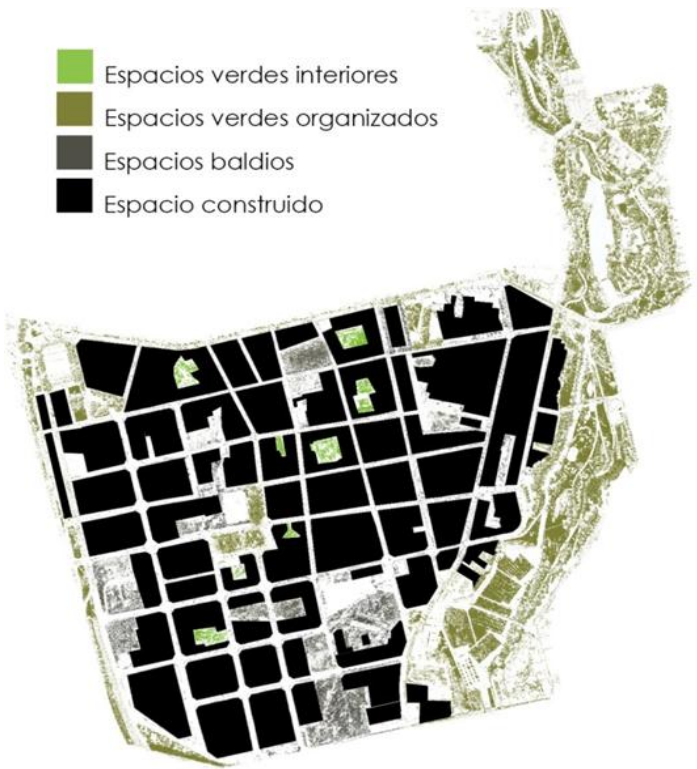 Espacios verdes interiores
Espacios verdes organizados
Espacios baldios
Espacio construido